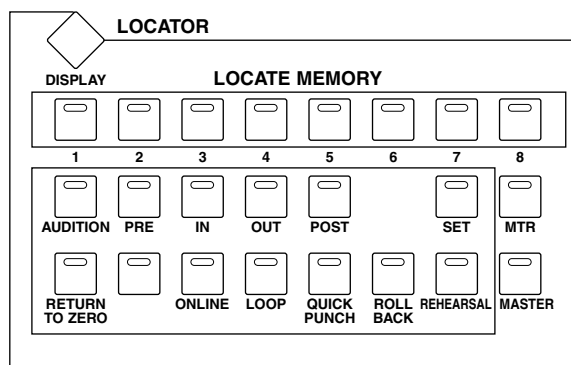 LOCATOR
DISPLAY
LOCATE MEMORY
1 2 3 4 5 6 7 8
AUDITION PRE IN OUT POST SET MTR
RETURN TO ZERO ONLINE LOOP QUICK PUNCH ROLL BACK REHEARSAL MASTER